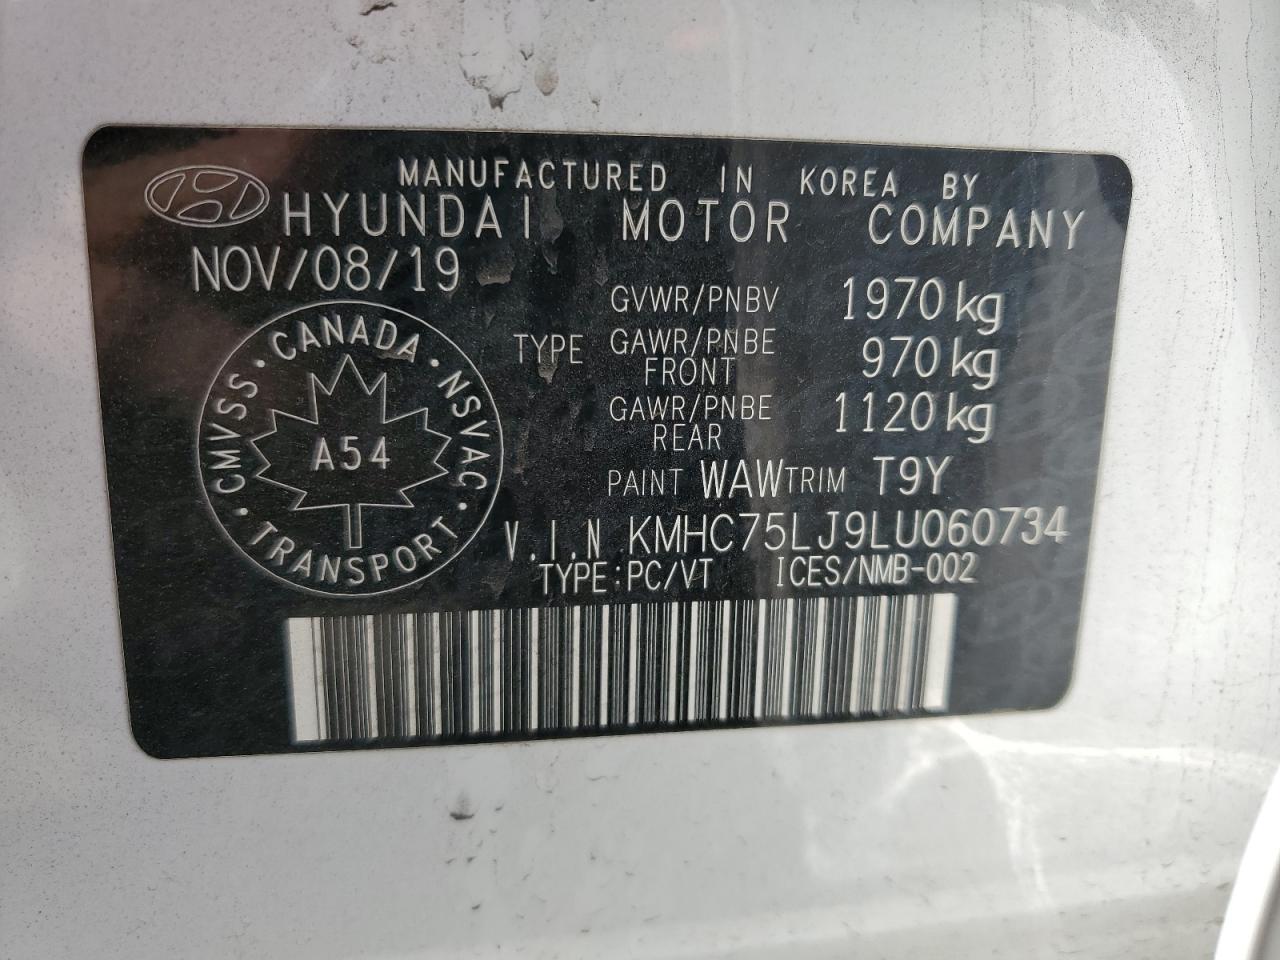 MANUFACTURED IN KOREA BY
HYUNDAI MOTOR COMPANY
NOV/08/19
GVWR/PNBV 1970 kg
TYPE GAWR/PNBE FRONT 970 kg
GAWR/PNBE REAR 1120 kg
PAINT WAW TRIM T9Y
V.I.N KMHC75LJ9LU060734
TYPE:PC/VT ICES/NMB-002
CANADA
CMVSS · NSVAC
A54
TRANSPORT